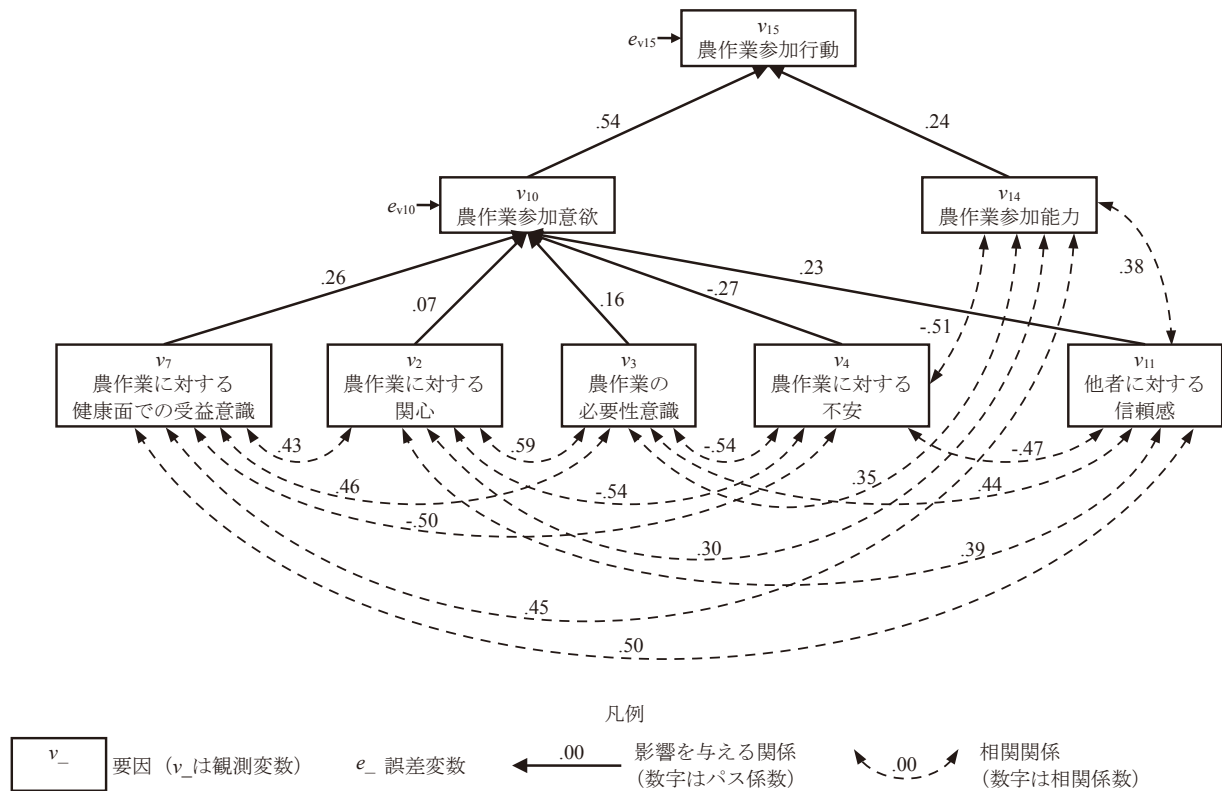 v15
農作業参加行動
ev15
.54
.24
v10
農作業参加意欲
ev10
v14
農作業参加能力
.26
.07
.16
-.27
.23
-.51
.38
v7
農作業に対する
健康面での受益意識
v2
農作業に対する
関心
v3
農作業の
必要性意識
v4
農作業に対する
不安
v11
他者に対する
信頼感
.43
.59
-.54
-.47
.46
-.54
.35
.44
-.50
.30
.39
.45
.50
凡例
v_
要因(v_は観測変数)
e_ 誤差変数
.00
影響を与える関係
(数字はパス係数)
.00
相関関係
(数字は相関係数)